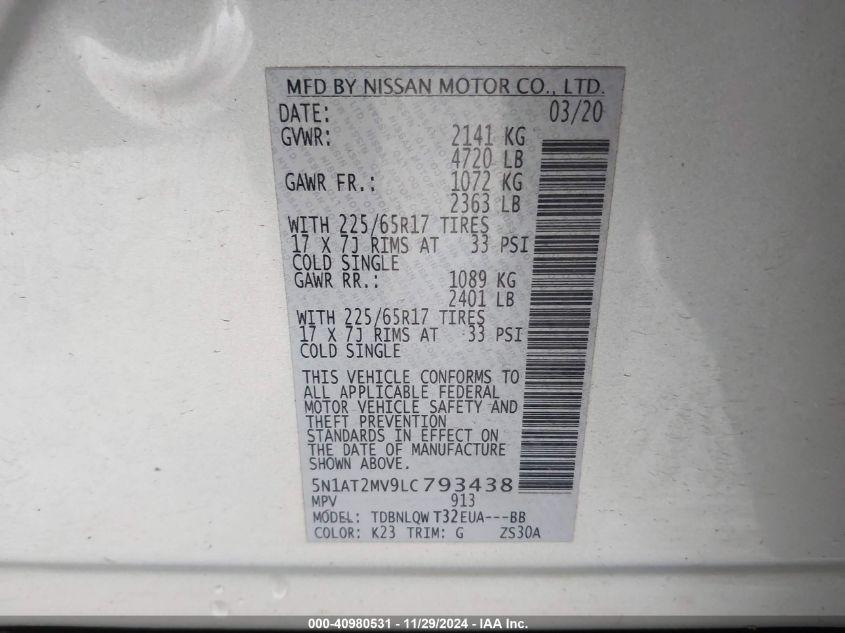 MFD BY NISSAN MOTOR CO., LTD.
DATE: 03/20
GVWR: 2141 KG
4720 LB
GAWR FR.: 1072 KG
2363 LB
WITH 225/65R17 TIRES
17 X 7J RIMS AT 33 PSI
COLD SINGLE
GAWR RR.: 1089 KG
2401 LB
WITH 225/65R17 TIRES
17 X 7J RIMS AT 33 PSI
COLD SINGLE
THIS VEHICLE CONFORMS TO
ALL APPLICABLE FEDERAL
MOTOR VEHICLE SAFETY AND
THEFT PREVENTION
STANDARDS IN EFFECT ON
THE DATE OF MANUFACTURE
SHOWN ABOVE.
5N1AT2MV9LC793438
MPV 913
MODEL: TDBNLQW T32EUA---BB
COLOR: K23 TRIM: G ZS30A
000-40980531 - 11/29/2024 - IAA Inc.